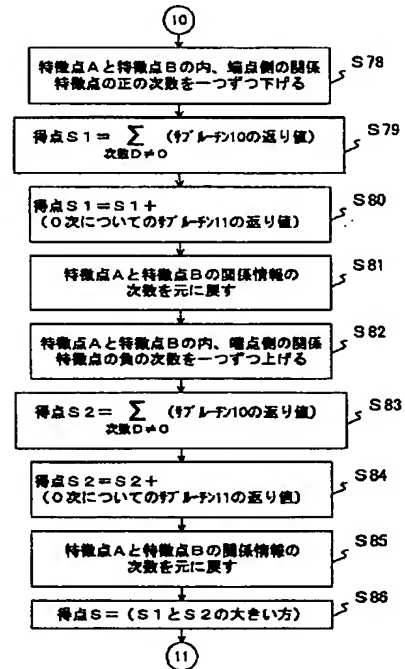 10
特徴点Aと特徴点Bの内、端点側の関係
特徴点の正の次数を一つずつ下げる
S78
得点S1=Σ(ｻﾌﾞﾙｰﾁﾝ10の返り値)
次数D≠0
S79
得点S1=S1+
(0次についてのｻﾌﾞﾙｰﾁﾝ11の返り値)
S80
特徴点Aと特徴点Bの関係情報の
次数を元に戻す
S81
特徴点Aと特徴点Bの内、端点側の関係
特徴点の負の次数を一つずつ上げる
S82
得点S2=Σ(ｻﾌﾞﾙｰﾁﾝ10の返り値)
次数D≠0
S83
得点S2=S2+
(0次についてのｻﾌﾞﾙｰﾁﾝ11の返り値)
S84
特徴点Aと特徴点Bの関係情報の
次数を元に戻す
S85
得点S=(S1とS2の大きい方)
S86
11